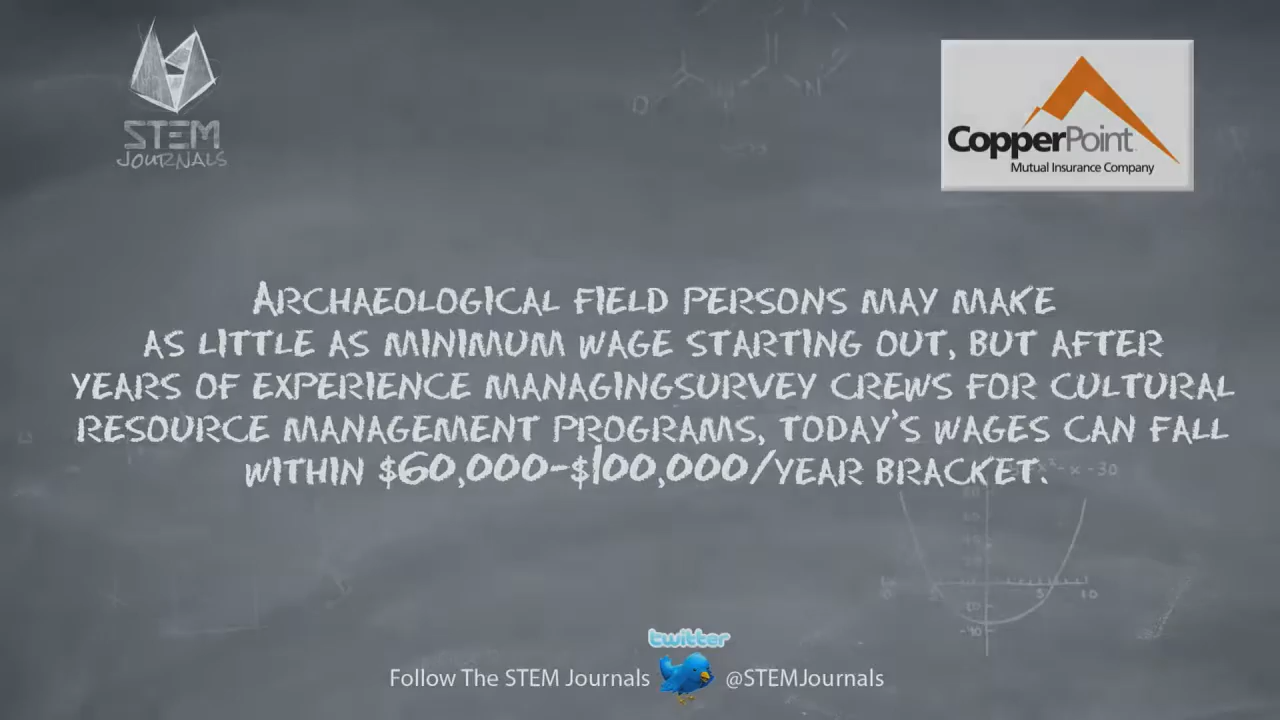 STEM
JOURNALS
CopperPoint
Mutual Insurance Company
ARCHAEOLOGICAL FIELD PERSONS MAY MAKE
AS LITTLE AS MINIMUM WAGE STARTING OUT, BUT AFTER
YEARS OF EXPERIENCE MANAGINGSURVEY CREWS FOR CULTURAL
RESOURCE MANAGEMENT PROGRAMS, TODAY'S WAGES CAN FALL
WITHIN $60,000-$100,000/YEAR BRACKET.
twitter
Follow The STEM Journals @STEMJournals